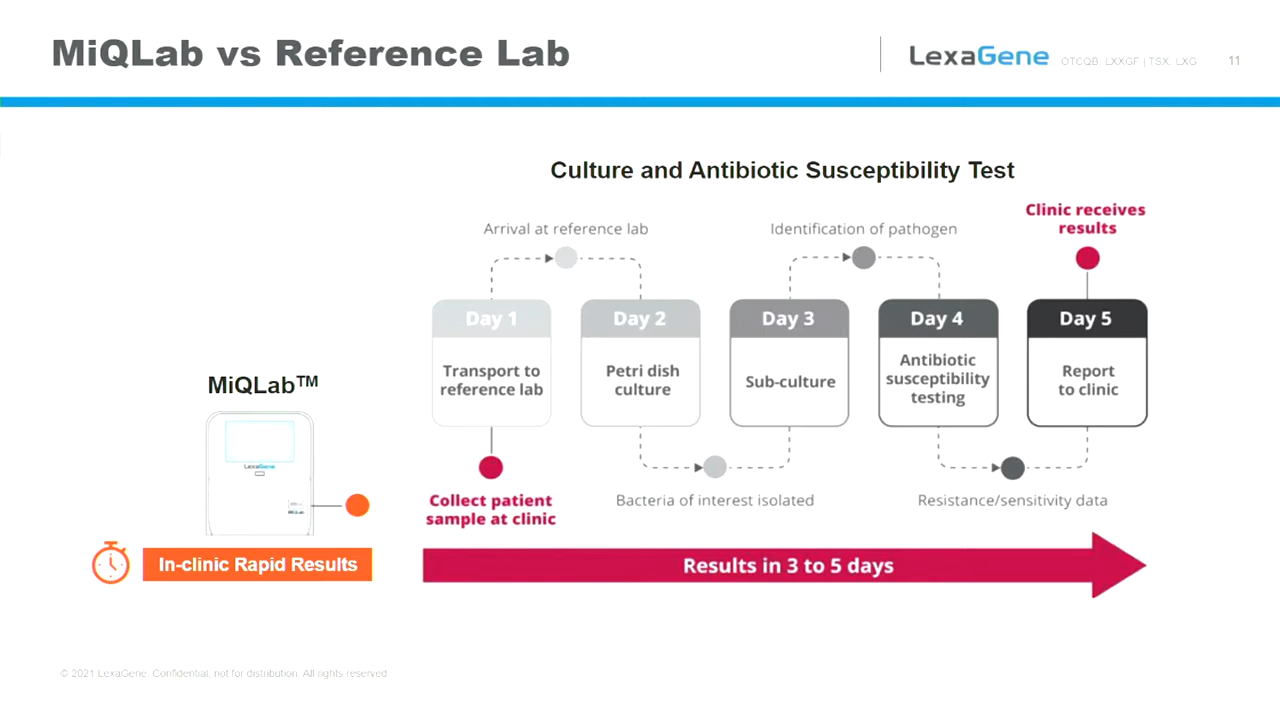 MiQLab vs Reference Lab
LexaGene
OTCQB: LXXGF | TSX: LXG
11
Culture and Antibiotic Susceptibility Test
Arrival at reference lab
Identification of pathogen
Clinic receives
results
Day 1
Transport to
reference lab
Day 2
Petri dish
culture
Day 3
Sub-culture
Day 4
Antibiotic
susceptibility
testing
Day 5
Report
to clinic
Collect patient
sample at clinic
Bacteria of interest isolated
Resistance/sensitivity data
MiQLab™
LexaGene
MiQLab
In-clinic Rapid Results
Results in 3 to 5 days
© 2021 LexaGene. Confidential, not for distribution. All rights reserved